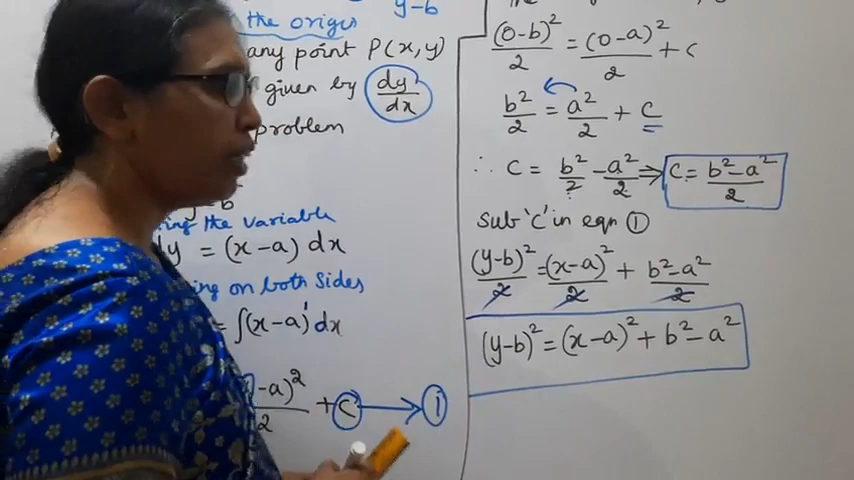 y-b
the origin
any point P(x,y)
given by dy/dx
problem
y-b
ing the variable
dy = (x-a) dx
ing on both sides
= ∫(x-a)' dx
-a)²/2 + C → ①
(0-b)²/2 = (0-a)²/2 + C
b²/2 = a²/2 + C
∴ C = b²/2 - a²/2 ⇒ C = b²-a²/2
Sub 'C' in eqn ①
(y-b)²/2 = (x-a)²/2 + b²-a²/2
(y-b)² = (x-a)² + b² - a²